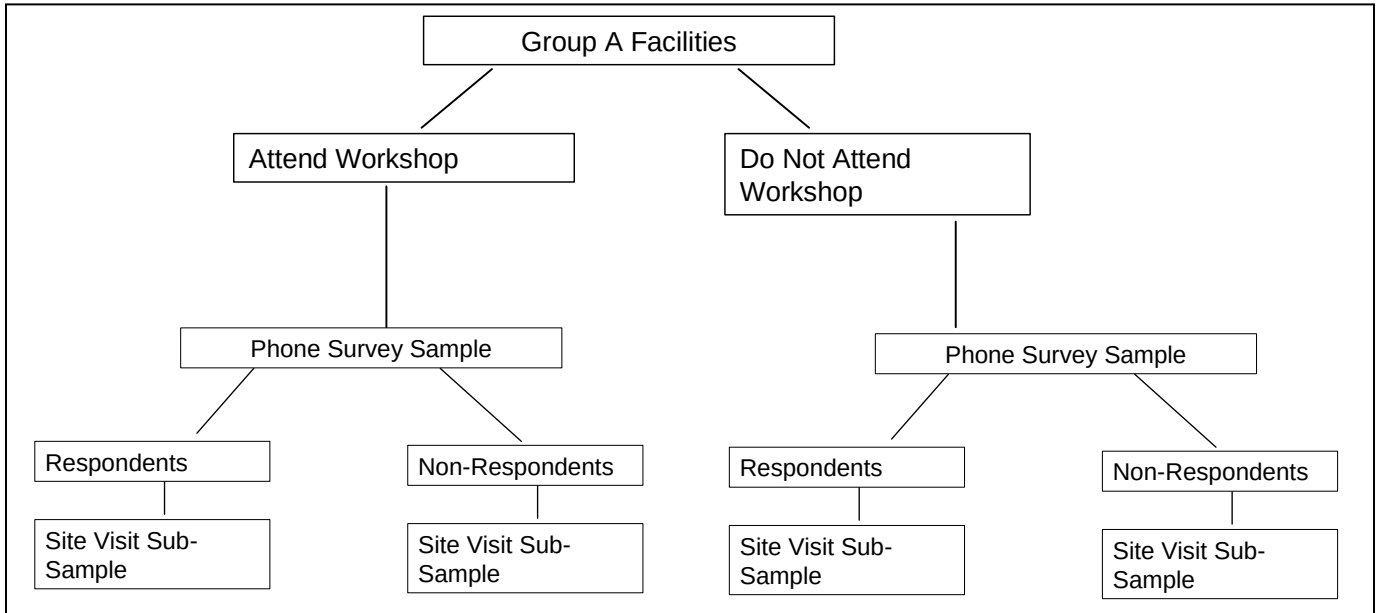 Group A Facilities
Attend Workshop
Do Not Attend
Workshop
Phone Survey Sample
Phone Survey Sample
Respondents
Non-Respondents
Respondents
Non-Respondents
Site Visit Sub-
Sample
Site Visit Sub-
Sample
Site Visit Sub-
Sample
Site Visit Sub-
Sample